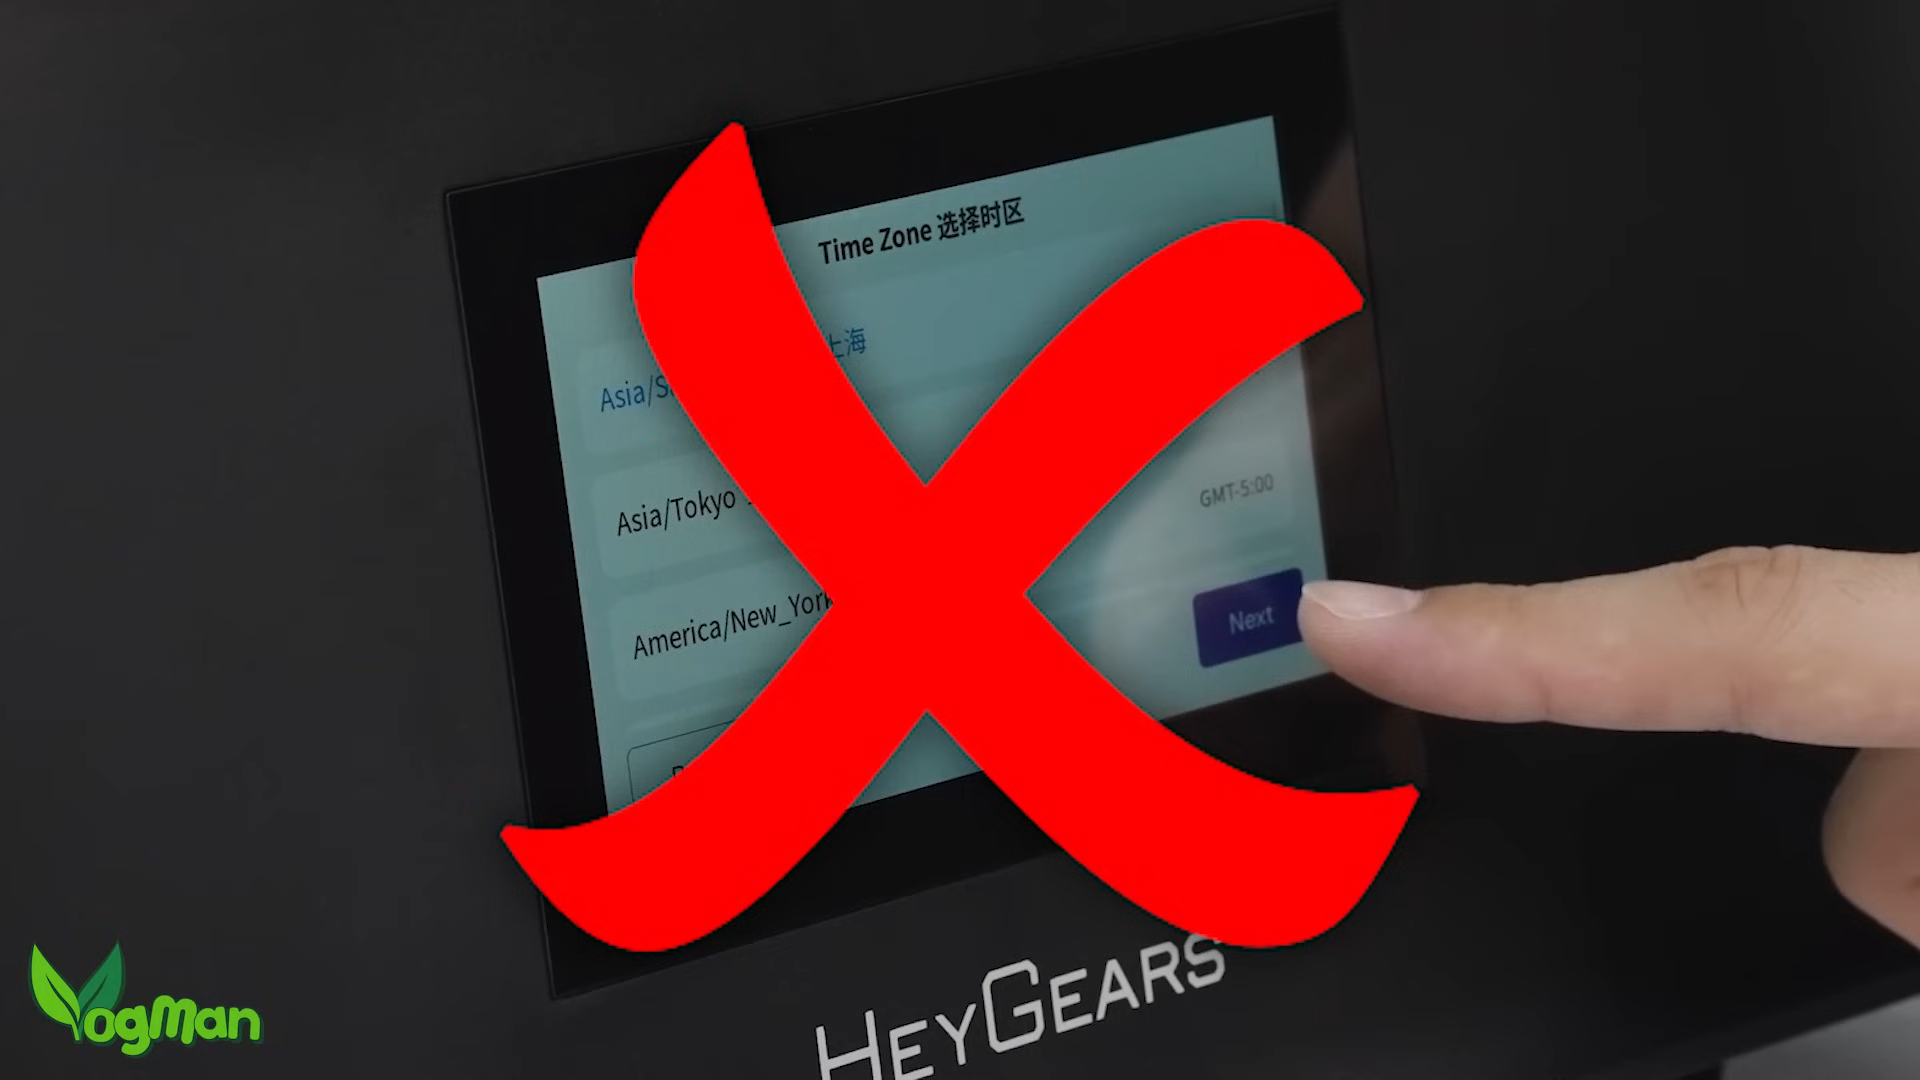 Time Zone 选择时区
上海
Asia/
Asia/Tokyo
America/New_York
GMT-5:00
Next
HEYGEARS
YogMan